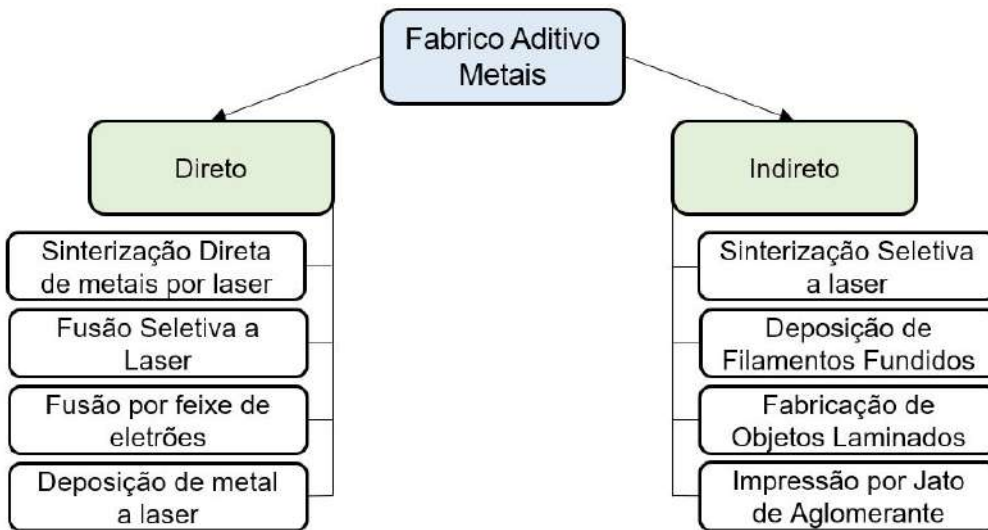 Fabrico Aditivo
Metais
Direto
Sinterização Direta
de metais por laser
Fusão Seletiva a
Laser
Fusão por feixe de
eletrões
Deposição de metal
a laser
Indireto
Sinterização Seletiva
a laser
Deposição de
Filamentos Fundidos
Fabricação de
Objetos Laminados
Impressão por Jato
de Aglomerante